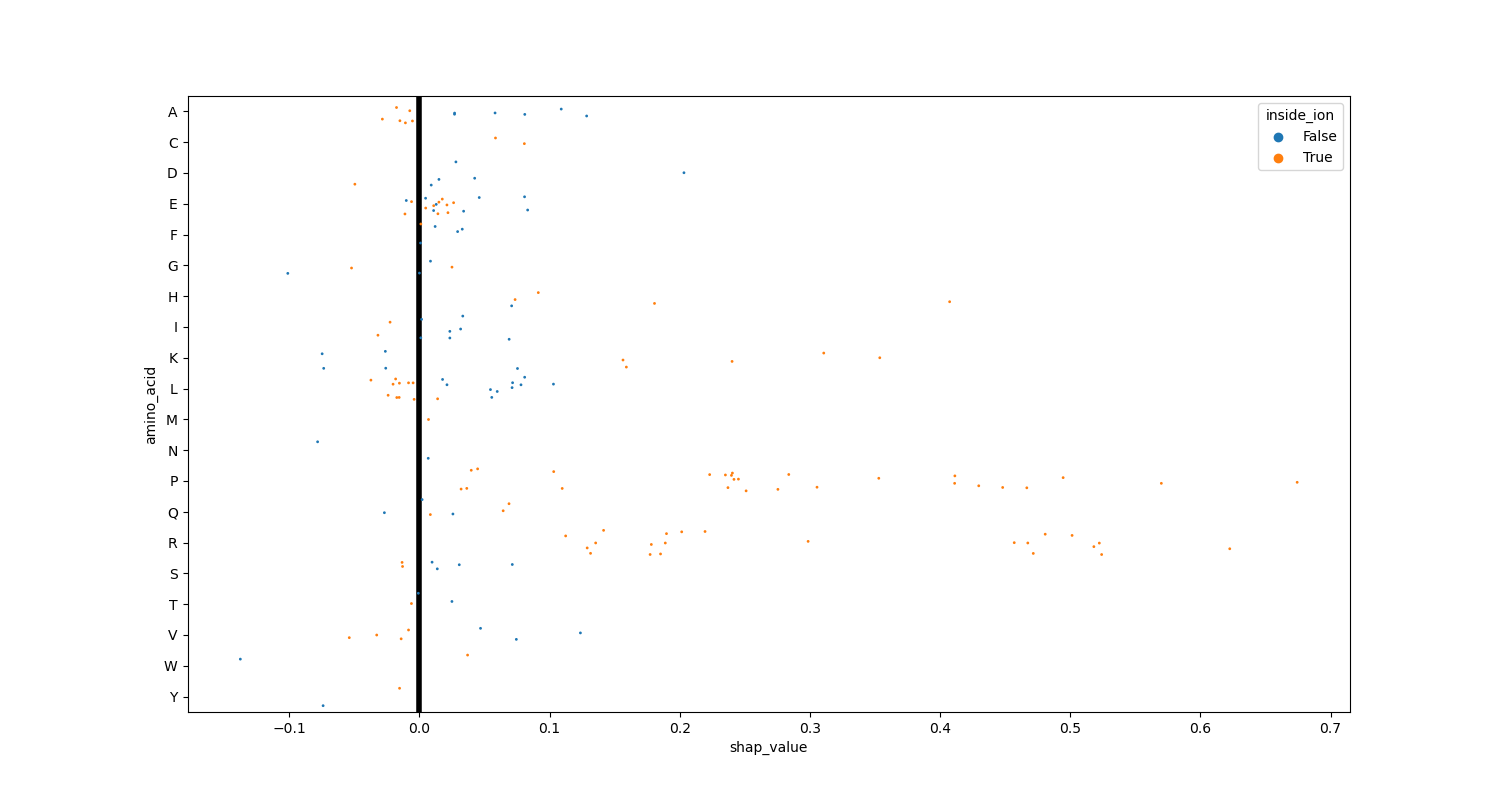 inside_ion
False
True
amino_acid
A
C
D
E
F
G
H
I
K
L
M
N
P
Q
R
S
T
V
W
Y
−0.1
0.0
0.1
0.2
0.3
0.4
0.5
0.6
0.7
shap_value